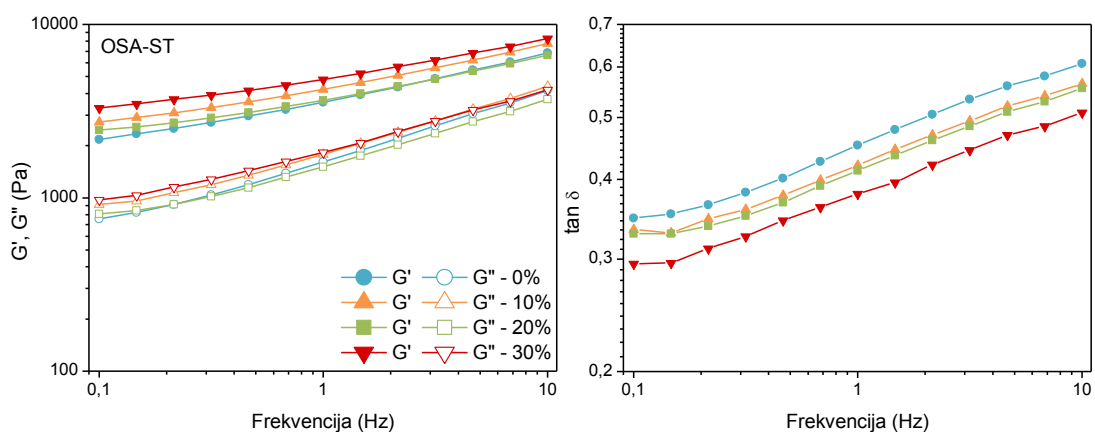 10000
OSA-ST
1000
100
G', G" (Pa)
G' G" - 0%
G' G" - 10%
G' G" - 20%
G' G" - 30%
0,1 1 10
Frekvencija (Hz)
0,7
0,6
0,5
0,4
0,3
0,2
tan δ
0,1 1 10
Frekvencija (Hz)